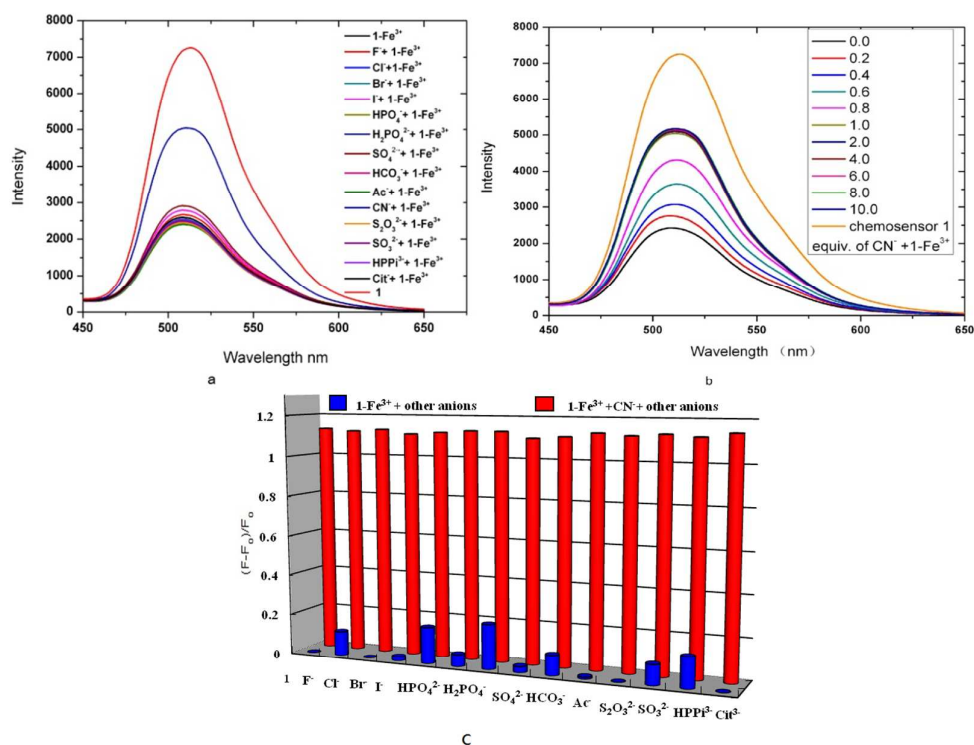 8000
7000
6000
5000
4000
3000
2000
1000
0
Intensity
450 500 550 600 650
Wavelength nm
a
1-Fe³⁺
F⁻+ 1-Fe³⁺
Cl⁻+1-Fe³⁺
Br⁻+ 1-Fe³⁺
I⁻+ 1-Fe³⁺
HPO₄⁻+ 1-Fe³⁺
H₂PO₄²⁻+ 1-Fe³⁺
SO₄²⁻+ 1-Fe³⁺
HCO₃⁻+ 1-Fe³⁺
Ac⁻+ 1-Fe³⁺
CN⁻+ 1-Fe³⁺
S₂O₃²⁻+ 1-Fe³⁺
SO₃²⁻+ 1-Fe³⁺
HPPi³⁻+ 1-Fe³⁺
Cit⁻+ 1-Fe³⁺
1
8000
7000
6000
5000
4000
3000
2000
1000
0
Intensity
450 500 550 600 650
Wavelength (nm)
b
0.0
0.2
0.4
0.6
0.8
1.0
2.0
4.0
6.0
8.0
10.0
chemosensor 1
equiv. of CN⁻ +1-Fe³⁺
1-Fe³⁺ + other anions
1-Fe³⁺ +CN⁻+ other anions
1.2
1
0.8
0.6
0.4
0.2
0
(F-F₀)/F₀
1 F⁻ Cl⁻ Br⁻ I⁻ HPO₄²⁻ H₂PO₄⁻ SO₄²⁻ HCO₃⁻ Ac⁻ S₂O₃²⁻ SO₃²⁻ HPPi³⁻ Cit³⁻
C